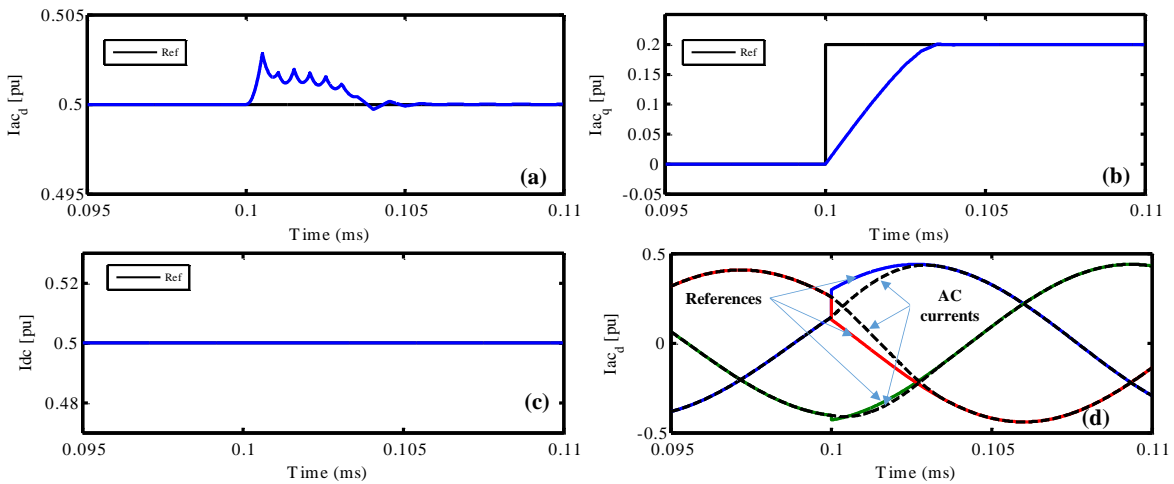 0.505
Ref
Iac_d [pu]
0.5
(a)
0.495
0.095 0.1 0.105 0.11
Time (ms)
0.2
Ref
Iac_q [pu]
0.15
0.1
0.05
0
-0.05
(b)
0.095 0.1 0.105 0.11
Time (ms)
Ref
0.52
Idc [pu]
0.5
0.48
(c)
0.095 0.1 0.105 0.11
Time (ms)
0.5
References
AC
currents
Iac_d [pu]
0
(d)
-0.5
0.095 0.1 0.105 0.11
Time (ms)